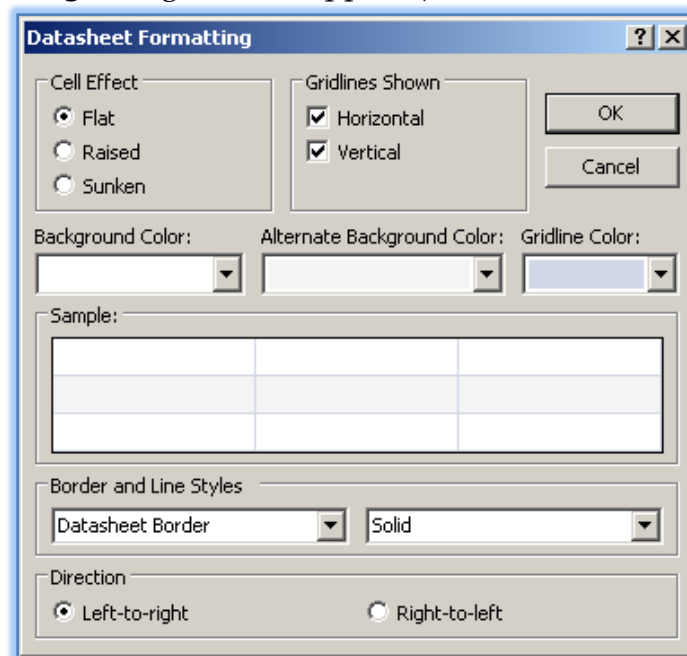 Datasheet Formatting
Cell Effect
Flat
Raised
Sunken
Gridlines Shown
Horizontal
Vertical
OK
Cancel
Background Color:
Alternate Background Color:
Gridline Color:
Sample:
Border and Line Styles
Datasheet Border
Solid
Direction
Left-to-right
Right-to-left